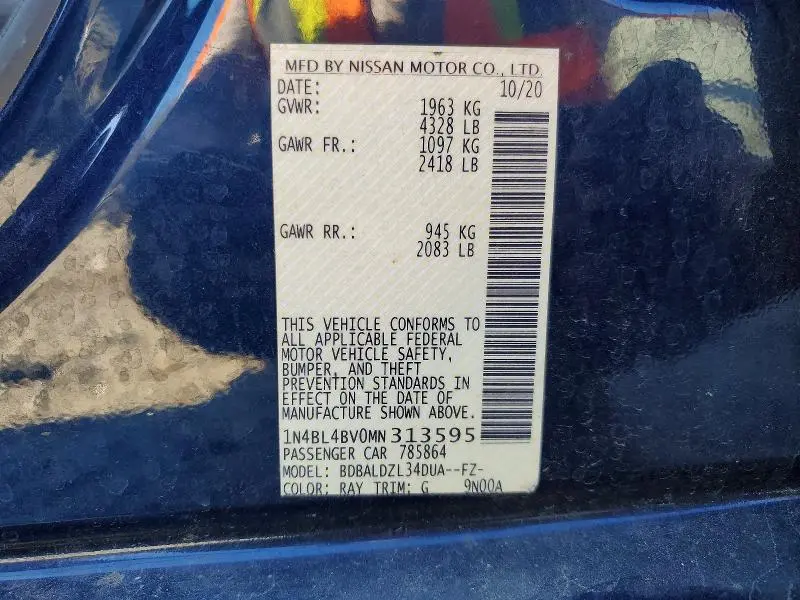 MFD BY NISSAN MOTOR CO., LTD.
DATE: 10/20
GVWR: 1963 KG
4328 LB
GAWR FR.: 1097 KG
2418 LB
GAWR RR.: 945 KG
2083 LB
THIS VEHICLE CONFORMS TO
ALL APPLICABLE FEDERAL
MOTOR VEHICLE SAFETY,
BUMPER, AND THEFT
PREVENTION STANDARDS IN
EFFECT ON THE DATE OF
MANUFACTURE SHOWN ABOVE.
1N4BL4BV0MN313595
PASSENGER CAR 785864
MODEL: BDBALDZL34DUA--FZ-
COLOR: RAY TRIM: G 9N00A